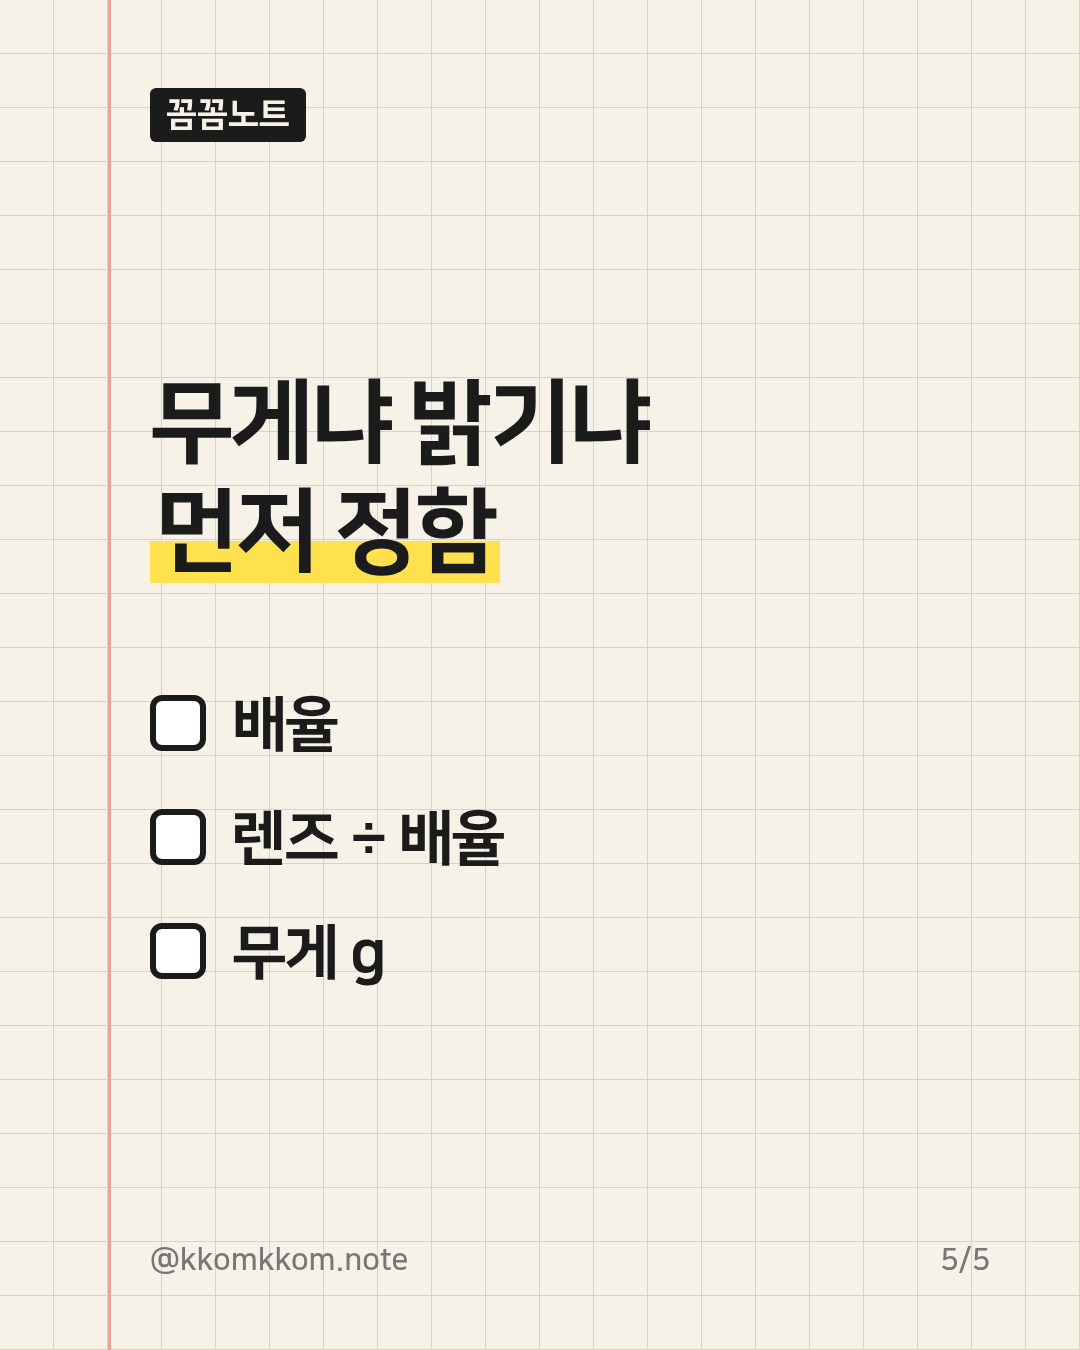 꼼꼼노트
무게냐 밝기냐
먼저 정함
배율
렌즈 ÷ 배율
무게 g
@kkomkkom.note
5/5